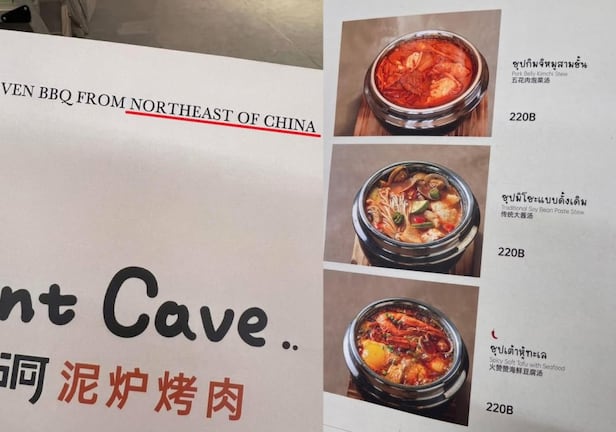 VEN BBQ FROM NORTHEAST OF CHINA
nt Cave..
泥炉烤肉
ซุปกิมจิหมูสามชั้น
Pork Belly Kimchi Stew
五花肉泡菜汤
220B
ซุปมิโซะแบบดั้งเดิม
Traditional Soy Bean Paste Stew
传统大酱汤
220B
ซุปเต้าหู้ทะเล
Spicy Soft Tofu with Seafood
火赞赞海鲜豆腐汤
220B